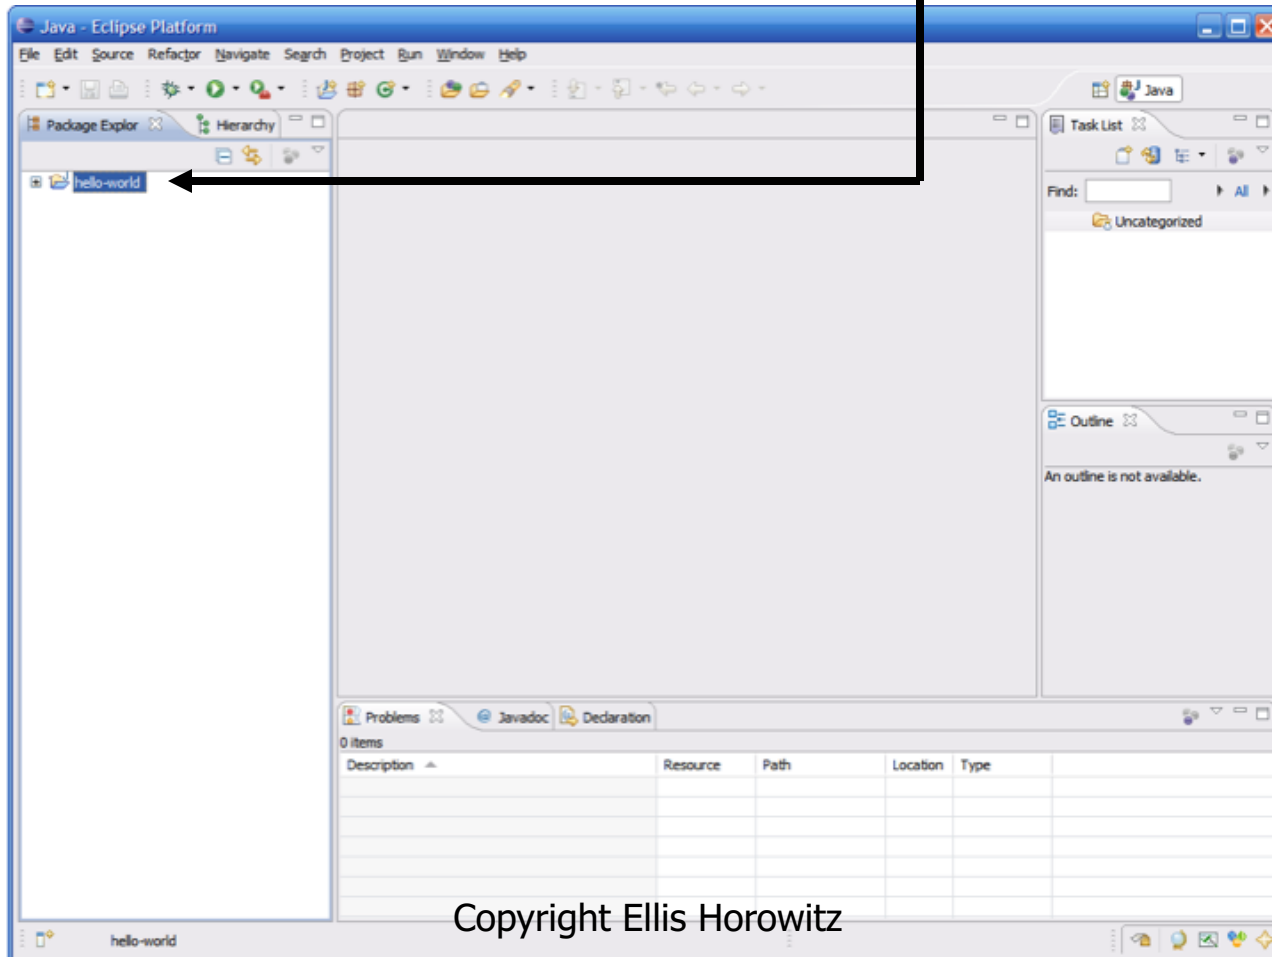 Java - Eclipse Platform
File Edit Source Refactor Navigate Search Project Run Window Help
Java
Package Explor
Hierarchy
Task List
hello-world
Find:
All
Uncategorized
Outline
An outline is not available.
Problems
@ Javadoc
Declaration
0 items
Description Resource Path Location Type
Copyright Ellis Horowitz
hello-world